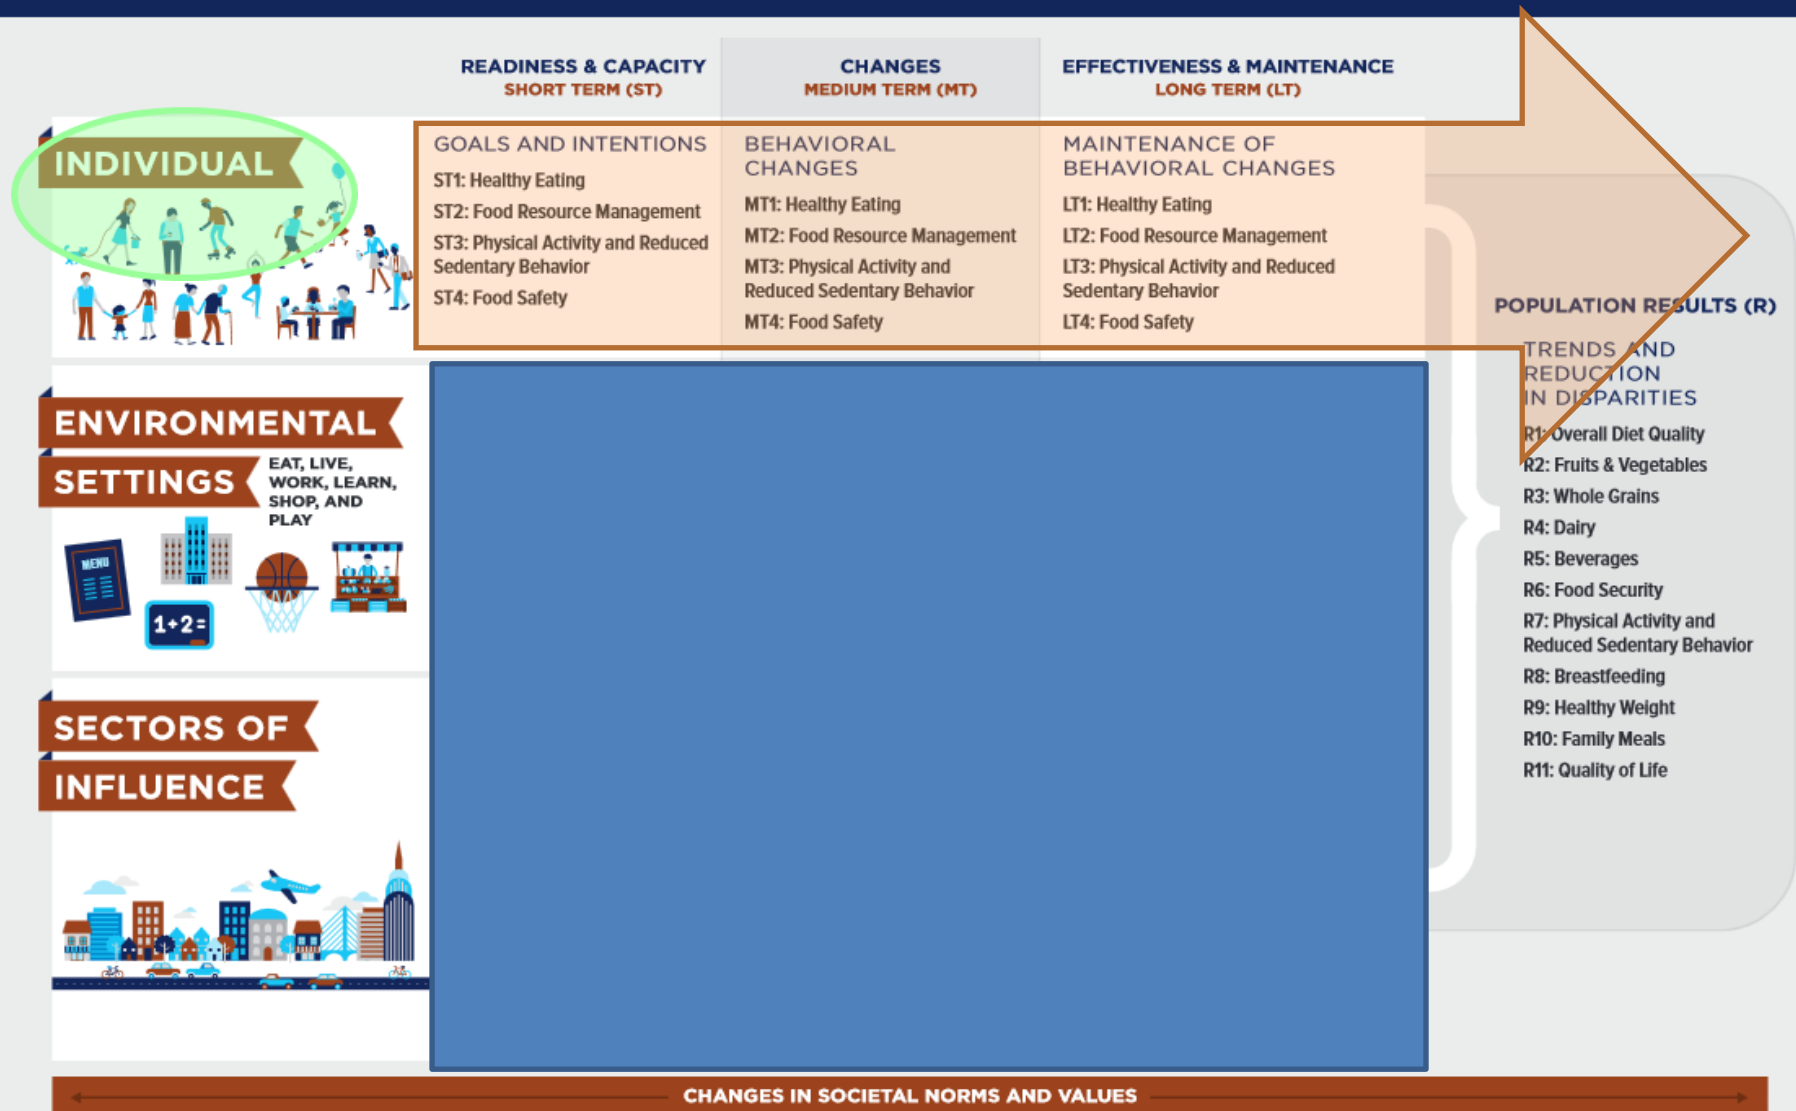 READINESS & CAPACITY
SHORT TERM (ST)
CHANGES
MEDIUM TERM (MT)
EFFECTIVENESS & MAINTENANCE
LONG TERM (LT)
INDIVIDUAL
GOALS AND INTENTIONS
ST1: Healthy Eating
ST2: Food Resource Management
ST3: Physical Activity and Reduced
Sedentary Behavior
ST4: Food Safety
BEHAVIORAL
CHANGES
MT1: Healthy Eating
MT2: Food Resource Management
MT3: Physical Activity and
Reduced Sedentary Behavior
MT4: Food Safety
MAINTENANCE OF
BEHAVIORAL CHANGES
LT1: Healthy Eating
LT2: Food Resource Management
LT3: Physical Activity and Reduced
Sedentary Behavior
LT4: Food Safety
ENVIRONMENTAL
SETTINGS
EAT, LIVE,
WORK, LEARN,
SHOP, AND
PLAY
MENU
1+2=
SECTORS OF
INFLUENCE
POPULATION RESULTS (R)
TRENDS AND
REDUCTION
IN DISPARITIES
R1: Overall Diet Quality
R2: Fruits & Vegetables
R3: Whole Grains
R4: Dairy
R5: Beverages
R6: Food Security
R7: Physical Activity and
Reduced Sedentary Behavior
R8: Breastfeeding
R9: Healthy Weight
R10: Family Meals
R11: Quality of Life
CHANGES IN SOCIETAL NORMS AND VALUES